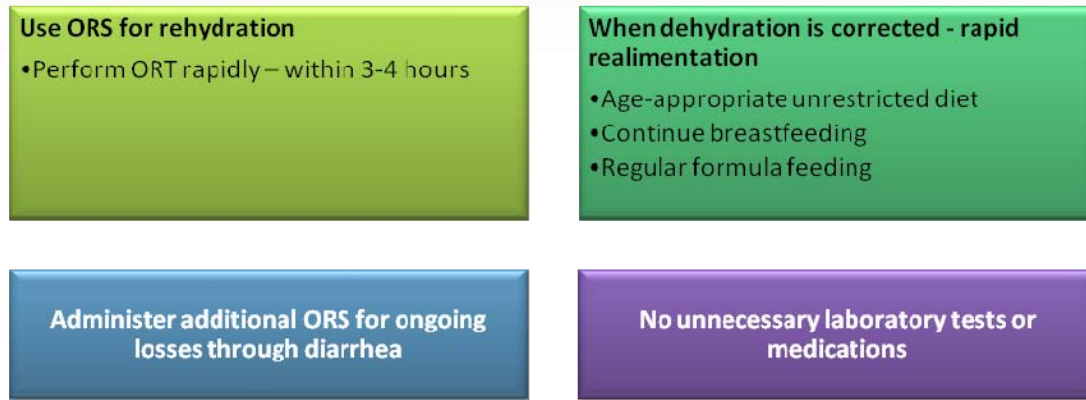 Use ORS for rehydration
•Perform ORT rapidly – within 3-4 hours
When dehydration is corrected - rapid
realimentation
•Age-appropriate unrestricted diet
•Continue breastfeeding
•Regular formula feeding
Administer additional ORS for ongoing
losses through diarrhea
No unnecessary laboratory tests or
medications